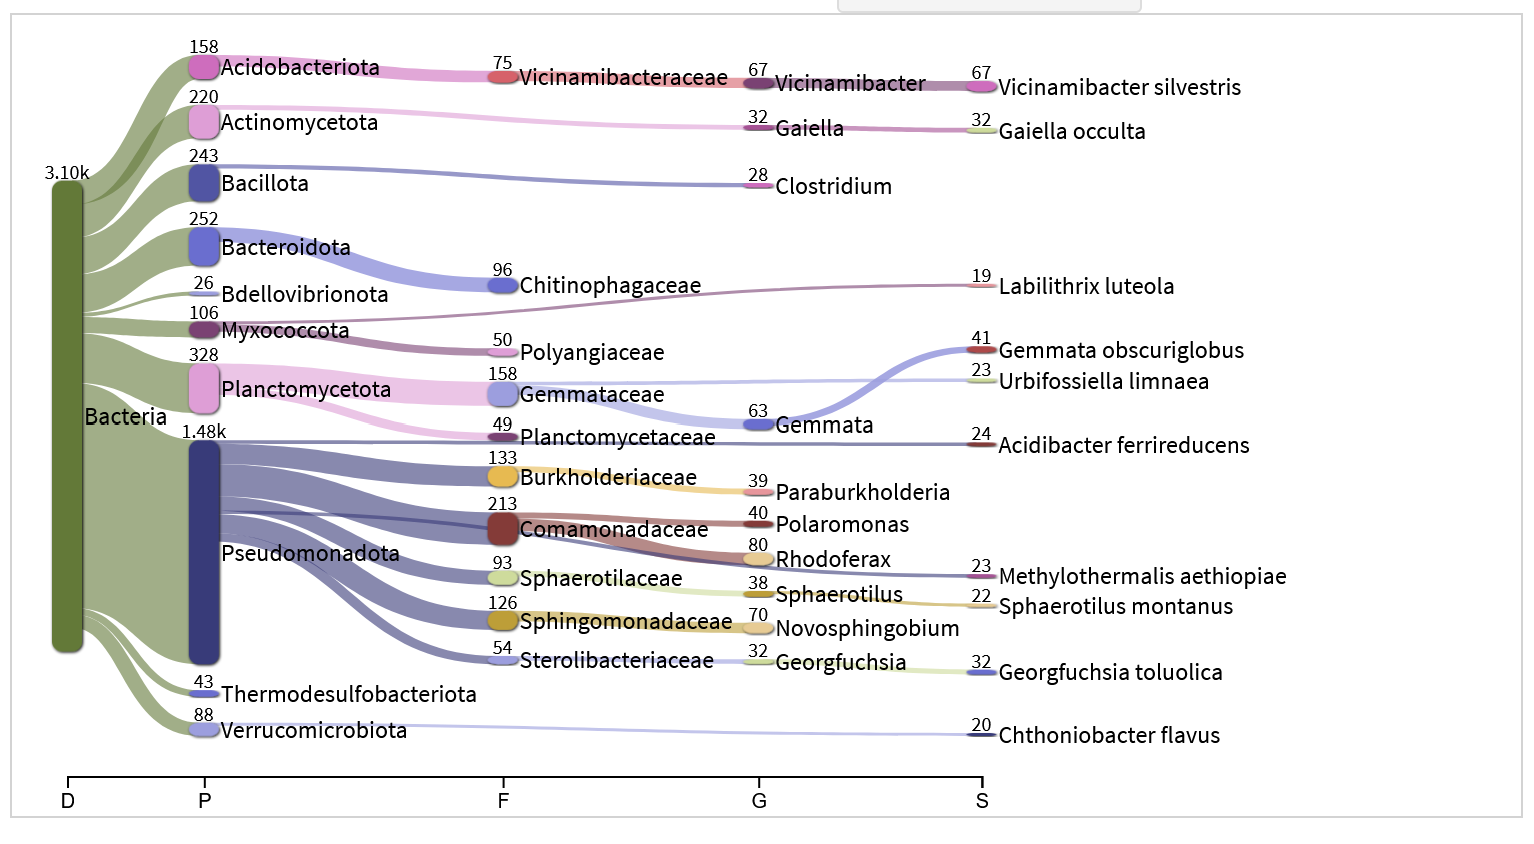 158
Acidobacteriota
75
Vicinamibacteraceae
67
Vicinamibacter
67
Vicinamibacter silvestris
220
Actinomycetota
32
Gaiella
32
Gaiella occulta
243
Bacillota
28
Clostridium
3.10k
Bacteria
252
Bacteroidota
96
Chitinophagaceae
26
Bdellovibrionota
19
Labilithrix luteola
106
Myxococcota
50
Polyangiaceae
41
Gemmata obscuriglobus
328
Planctomycetota
158
Gemmataceae
23
Urbifossiella limnaea
63
Gemmata
49
Planctomycetaceae
24
Acidibacter ferrireducens
1.48k
Pseudomonadota
133
Burkholderiaceae
39
Paraburkholderia
213
Comamonadaceae
40
Polaromonas
80
Rhodoferax
23
Methylothermalis aethiopiae
93
Sphaerotilaceae
38
Sphaerotilus
22
Sphaerotilus montanus
126
Sphingomonadaceae
70
Novosphingobium
54
Sterolibacteriaceae
32
Georgfuchsia
32
Georgfuchsia toluolica
43
Thermodesulfobacteriota
88
Verrucomicrobiota
20
Chthoniobacter flavus
D P F G S